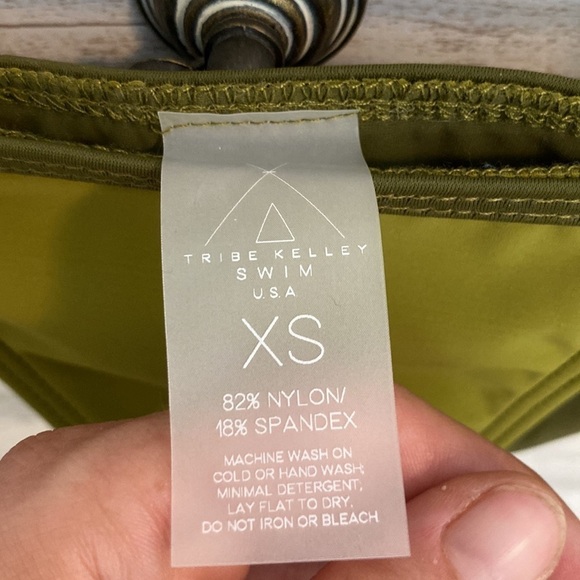 TRIBE KELLEY
SWIM
U.S.A
XS
82% NYLON/
18% SPANDEX
MACHINE WASH ON
COLD OR HAND WASH;
MINIMAL DETERGENT,
LAY FLAT TO DRY.
DO NOT IRON OR BLEACH